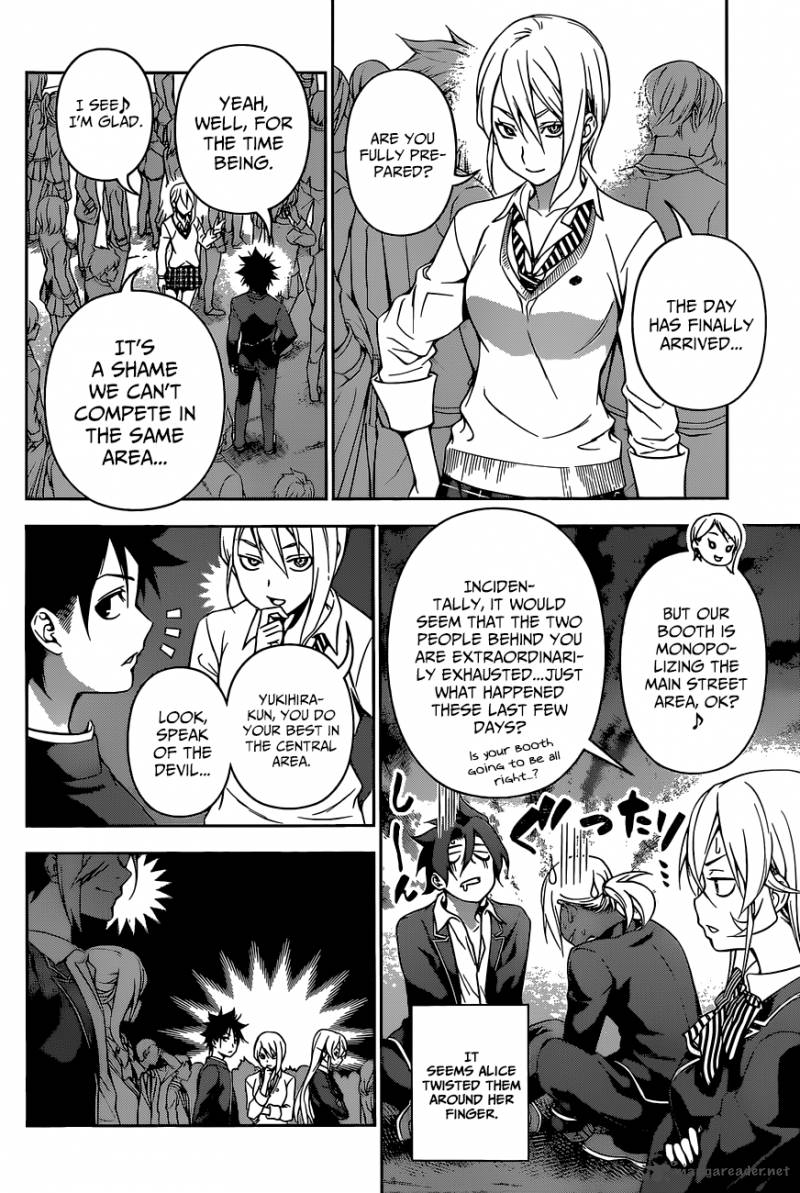 THE DAY
HAS FINALLY
ARRIVED...
ARE YOU
FULLY PRE-
PARED?
YEAH,
WELL, FOR
THE TIME
BEING.
I SEE♪
I'M GLAD.
IT'S
A SHAME
WE CAN'T
COMPETE IN
THE SAME
AREA...
BUT OUR
BOOTH IS
MONOPO-
LIZING THE
MAIN STREET
AREA, OK?
♪
INCIDEN-
TALLY, IT WOULD
SEEM THAT THE TWO
PEOPLE BEHIND YOU
ARE EXTRAORDINARI-
LY EXHAUSTED...JUST
WHAT HAPPENED
THESE LAST FEW
DAYS?
Is your booth
going to be all
right..?
ぐったり…
しーん
IT
SEEMS ALICE
TWISTED THEM
AROUND HER
FINGER.
YUKIHIRA-
KUN, YOU DO
YOUR BEST
IN THE CENTRAL
AREA.
LOOK,
SPEAK
OF THE
DEVIL...
mangareader.net